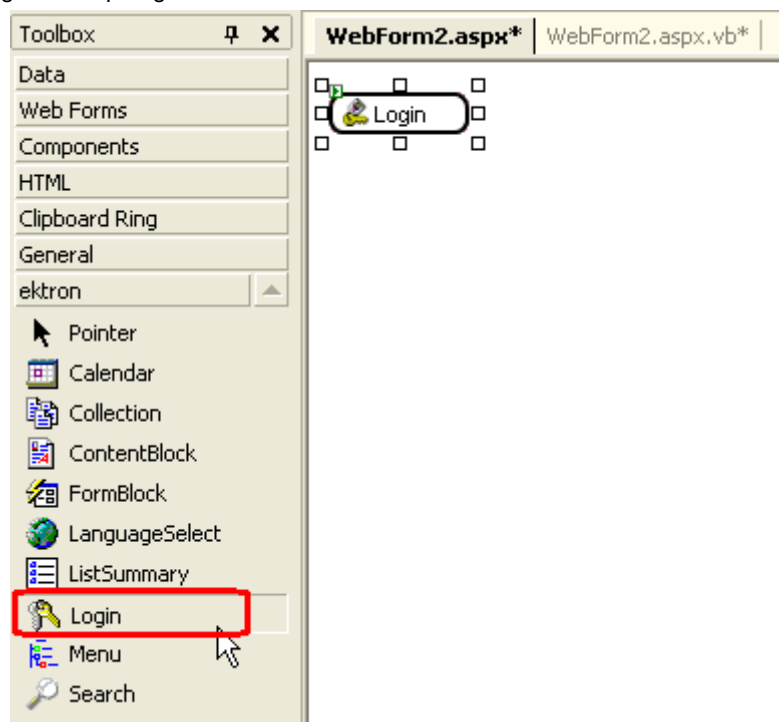 Toolbox
WebForm2.aspx* WebForm2.aspx.vb*
Data
Web Forms
Login
Components
HTML
Clipboard Ring
General
ektron
Pointer
Calendar
Collection
ContentBlock
FormBlock
LanguageSelect
ListSummary
Login
Menu
Search